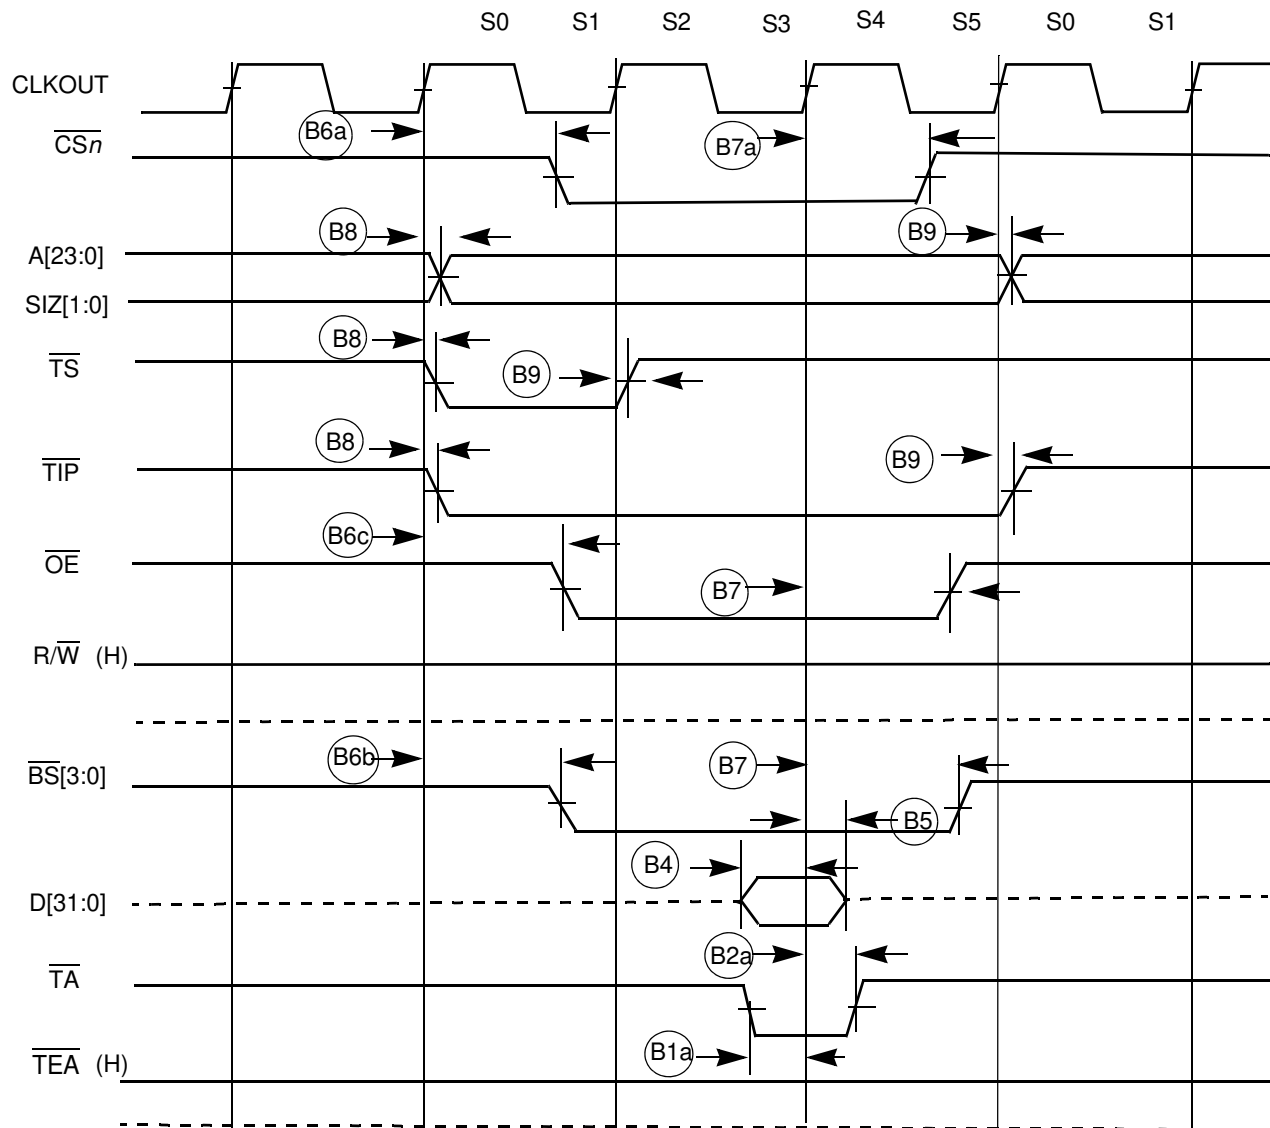 S0 S1 S2 S3 S4 S5 S0 S1
CLKOUT
B6a B7a
CSn
B8 B9
A[23:0]
SIZ[1:0]
B8
TS
B9
B8 B9
TIP
B6c
OE
B7
R/W (H)
B6b B7
BS[3:0]
B5
B4
D[31:0]
B2a
TA
B1a
TEA (H)